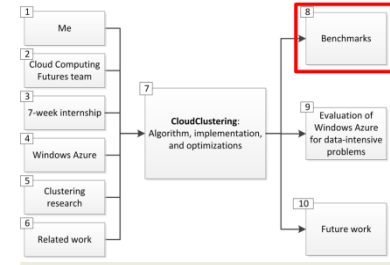 1
Me
2
Cloud Computing
Futures team
3
7-week internship
4
Windows Azure
5
Clustering
research
6
Related work
7
CloudClustering:
Algorithm, implementation,
and optimizations
8
Benchmarks
9
Evaluation of
Windows Azure
for data-intensive
problems
10
Future work